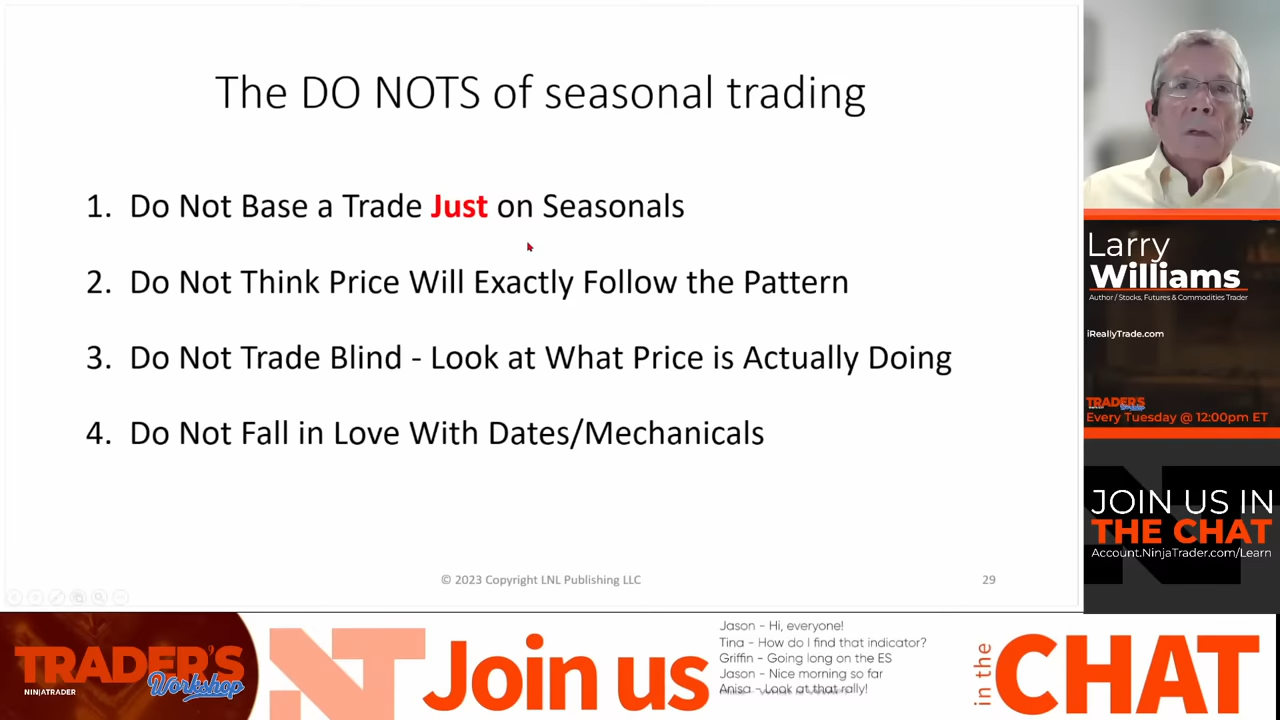 The DO NOTS of seasonal trading
1. Do Not Base a Trade Just on Seasonals
2. Do Not Think Price Will Exactly Follow the Pattern
3. Do Not Trade Blind - Look at What Price is Actually Doing
4. Do Not Fall in Love With Dates/Mechanicals
© 2023 Copyright LNL Publishing LLC
29
Larry
Williams
Author / Stocks, Futures & Commodities Trader
iReallyTrade.com
TRADER'S
Workshop
Every Tuesday @ 12:00pm ET
JOIN US IN
THE CHAT
Account.NinjaTrader.com/Learn
TRADER'S
NINJATRADER
Workshop
NT
Join us
Jason - Hi, everyone!
Tina - How do I find that indicator?
Griffin - Going long on the ES
Jason - Nice morning so far
Anisa - Look at that rally!
in the
CHAT